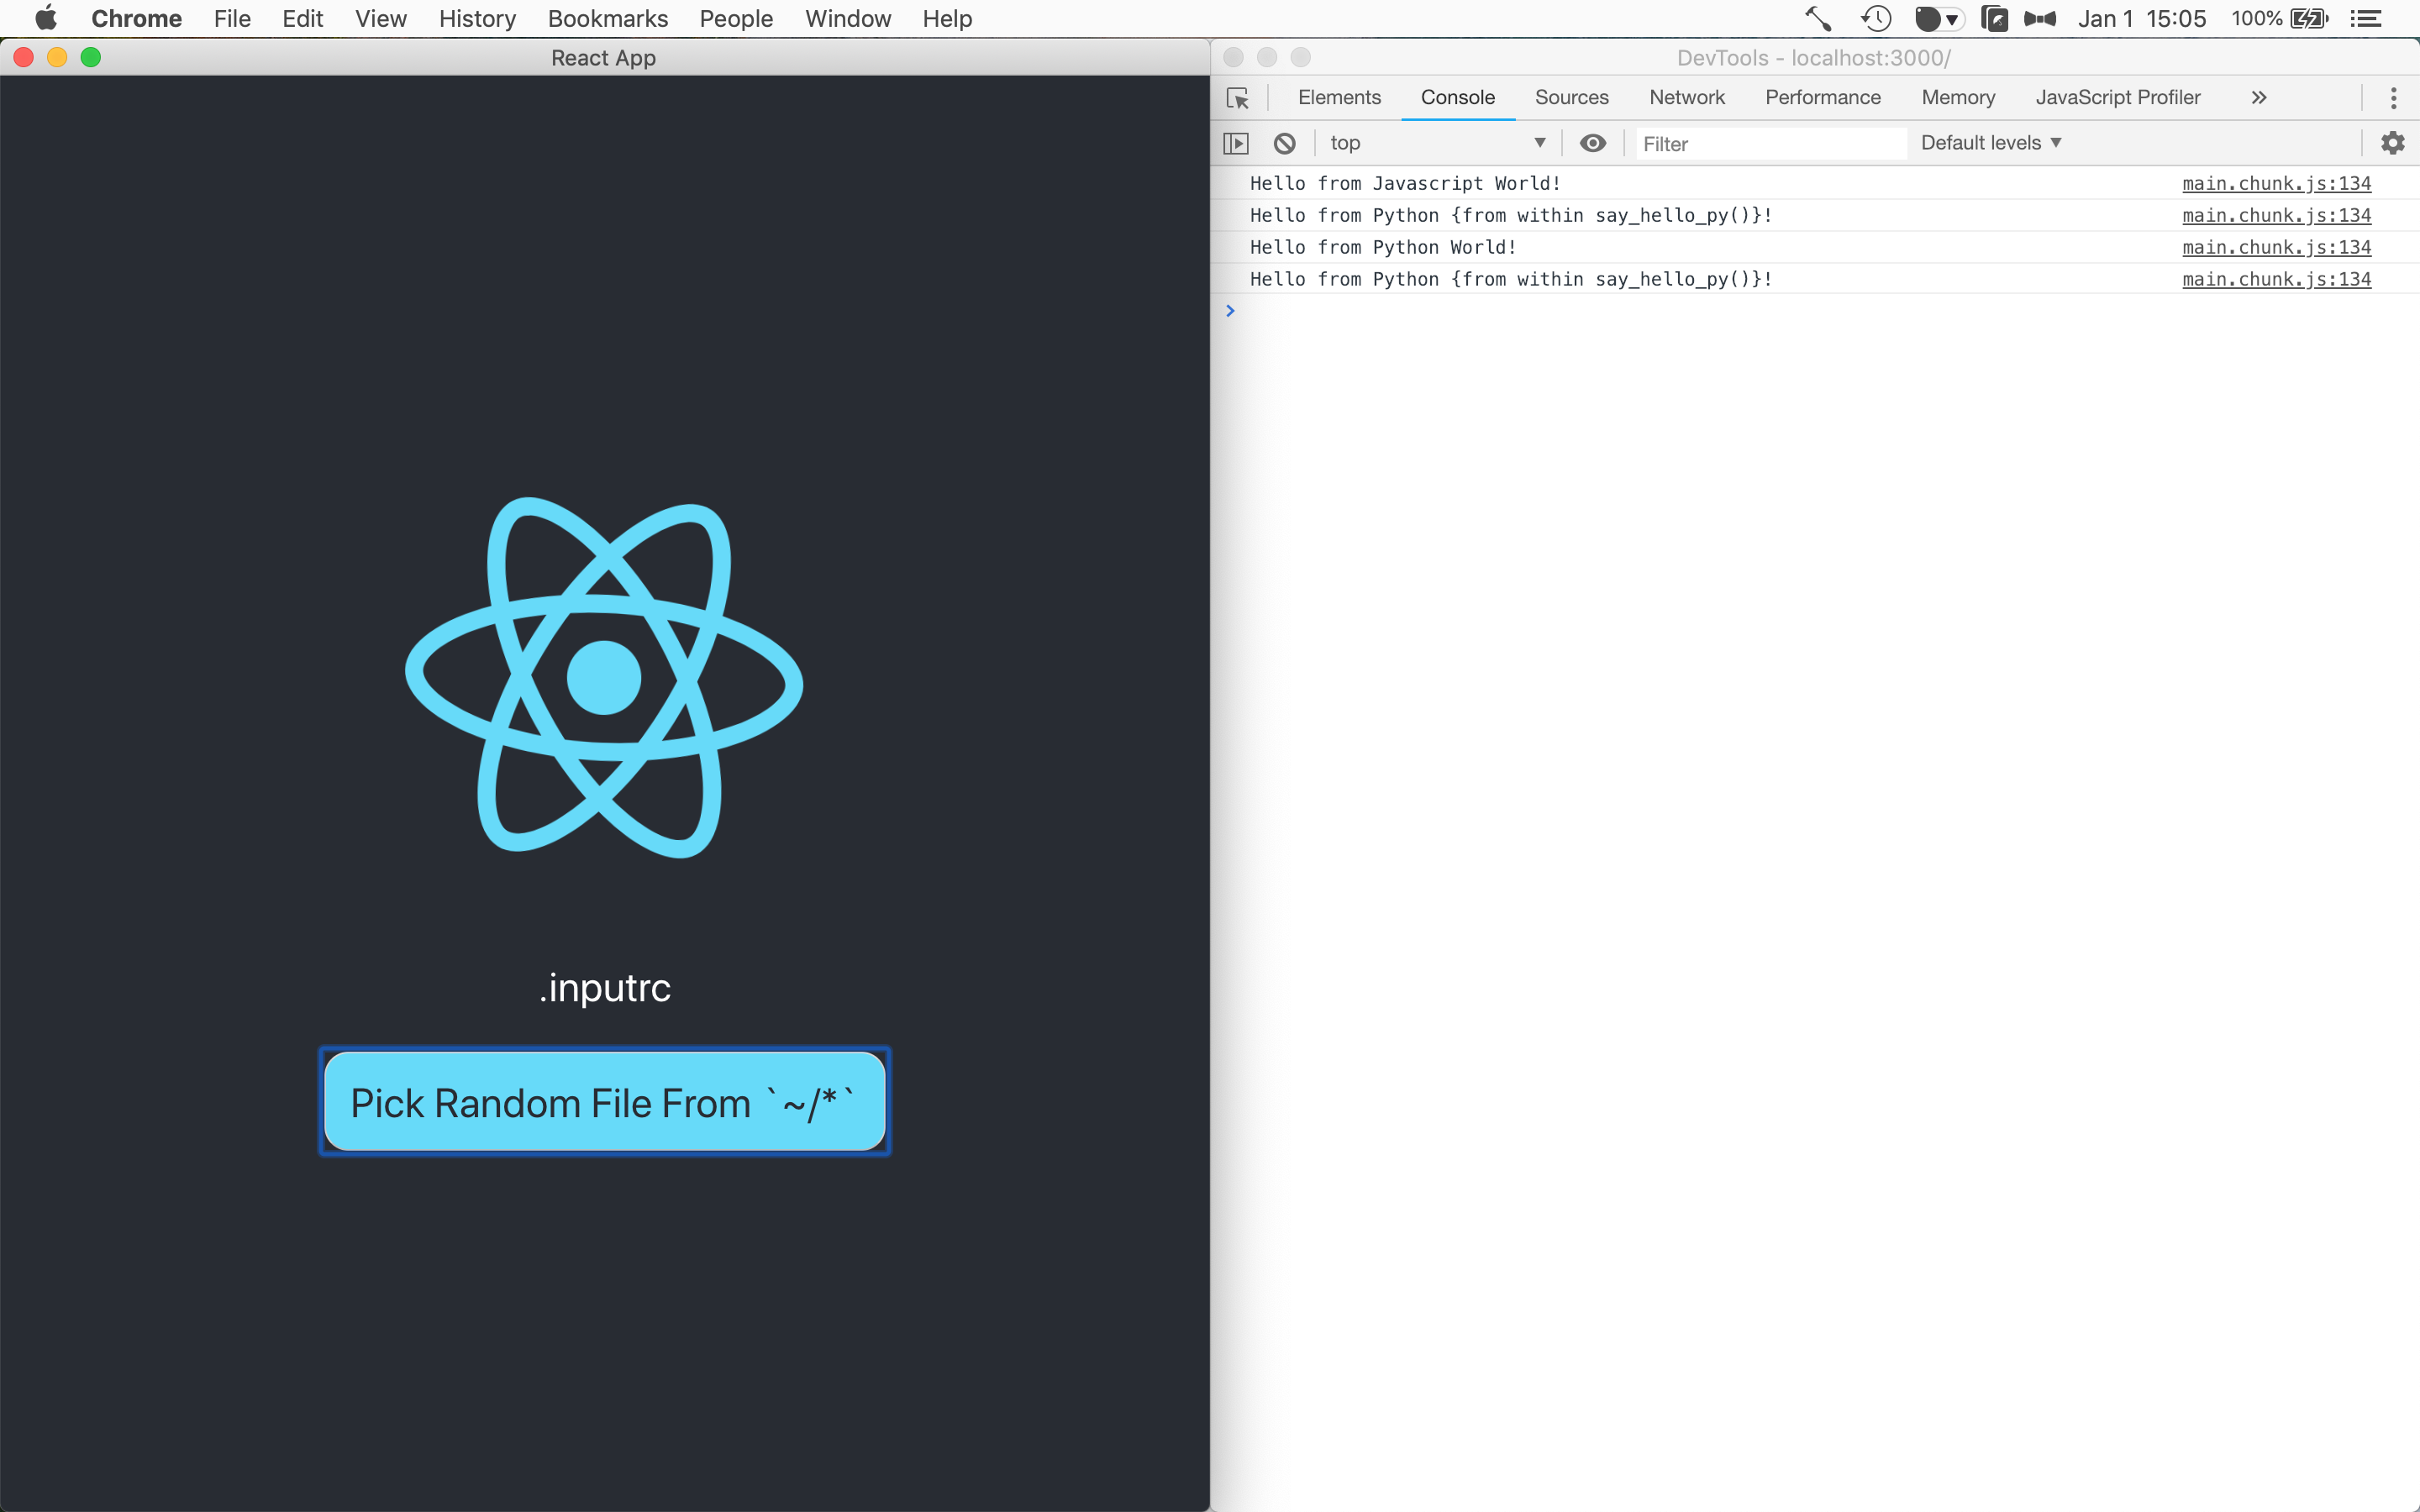 Chrome File Edit View History Bookmarks People Window Help Jan 1 15:05 100%
React App
DevTools - localhost:3000/
Elements Console Sources Network Performance Memory JavaScript Profiler »
top ▼ Filter Default levels ▼
Hello from Javascript World! main.chunk.js:134
Hello from Python {from within say_hello_py()}! main.chunk.js:134
Hello from Python World! main.chunk.js:134
Hello from Python {from within say_hello_py()}! main.chunk.js:134
.inputrc
Pick Random File From `~/*`